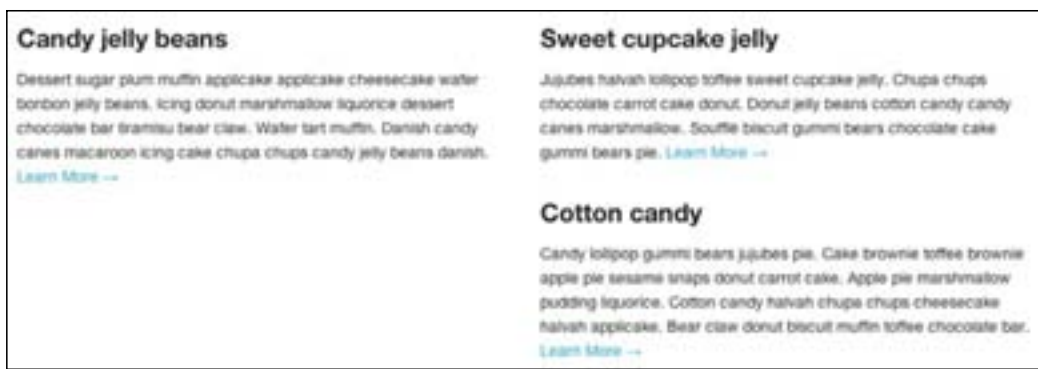 Candy jelly beans
Dessert sugar plum muffin applicake applicake cheesecake wafer
bonbon jelly beans. Icing donut marshmallow liquorice dessert
chocolate bar tiramisu bear claw. Wafer tart muffin. Danish candy
canes macaroon icing cake chupa chups candy jelly beans danish.
Learn More →
Sweet cupcake jelly
Jujubes halvah lollipop toffee sweet cupcake jelly. Chupa chups
chocolate carrot cake donut. Donut jelly beans cotton candy candy
canes marshmallow. Soufflé biscuit gummi bears chocolate cake
gummi bears pie. Learn More →
Cotton candy
Candy lollipop gummi bears jujubes pie. Cake brownie toffee brownie
apple pie sesame snaps donut carrot cake. Apple pie marshmallow
pudding liquorice. Cotton candy halvah chupa chups cheesecake
halvah applicake. Bear claw donut biscuit muffin toffee chocolate bar.
Learn More →